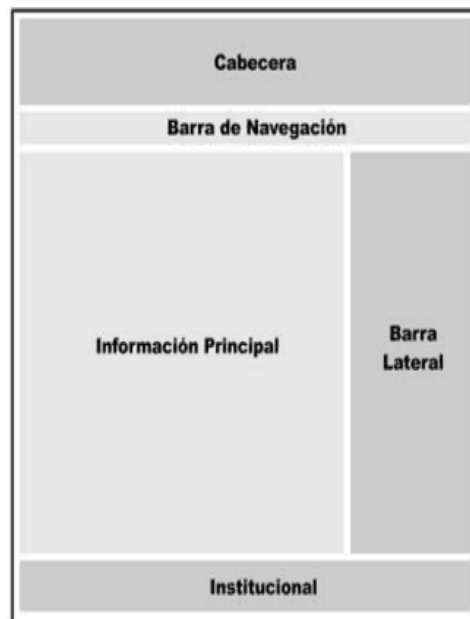 Cabecera
Barra de Navegación
Información Principal
Barra
Lateral
Institucional